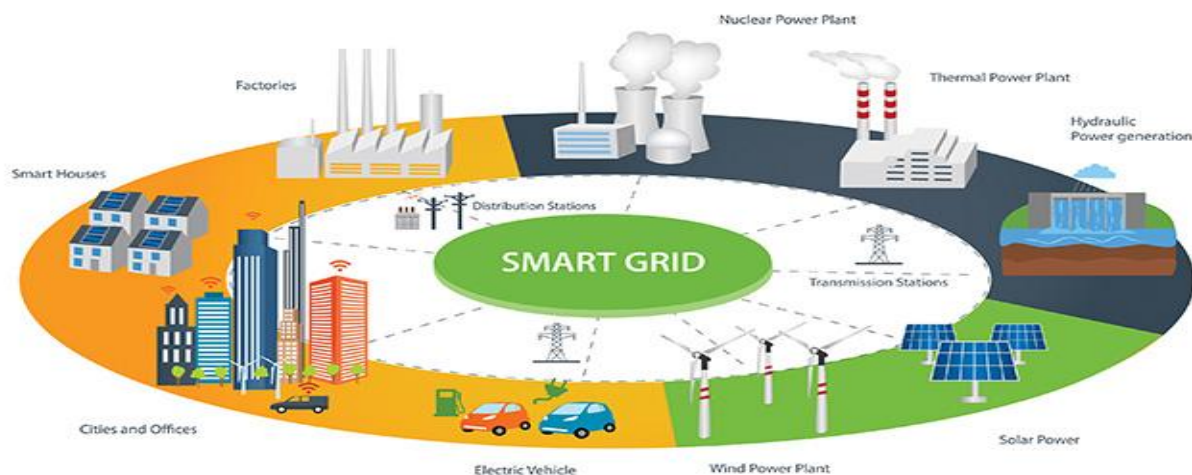 Nuclear Power Plant
Factories
Thermal Power Plant
Hydraulic
Power generation
Smart Houses
Distribution Stations
SMART GRID
Transmission Stations
Cities and Offices
Electric Vehicle
Wind Power Plant
Solar Power